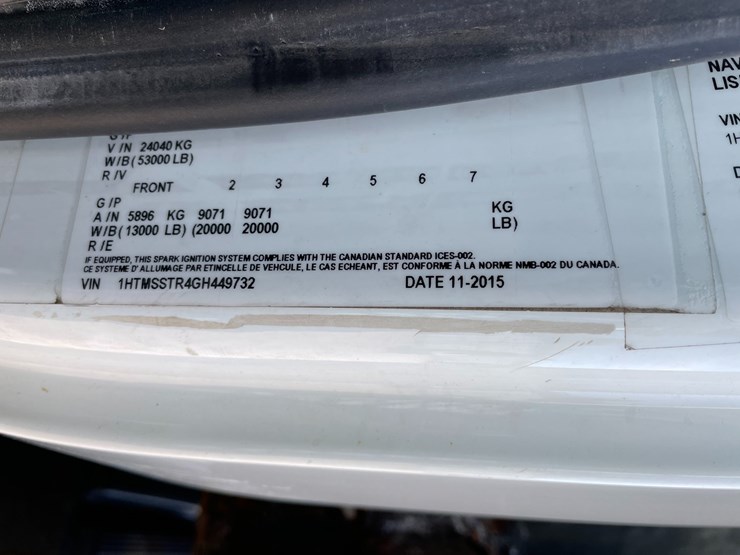 G/P
V/N 24040 KG
W/B( 53000 LB)
R/V
FRONT 2 3 4 5 6 7
G/P
A/N 5896 KG 9071 9071 KG
W/B( 13000 LB) (20000 20000 LB)
R/E
IF EQUIPPED, THIS SPARK IGNITION SYSTEM COMPLIES WITH THE CANADIAN STANDARD ICES-002.
CE SYSTEME D'ALLUMAGE PAR ETINCELLE DE VEHICULE, LE CAS ECHEANT, EST CONFORME À LA NORME NMB-002 DU CANADA.
VIN 1HTMSSTR4GH449732 DATE 11-2015
NAV
LIS
VIN
1H
D